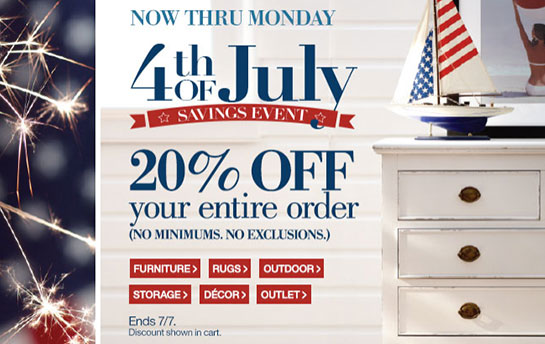 NOW THRU MONDAY
4th OF July
SAVINGS EVENT
20% OFF
your entire order
(NO MINIMUMS. NO EXCLUSIONS.)
FURNITURE > RUGS > OUTDOOR >
STORAGE > DÉCOR > OUTLET >
Ends 7/7.
Discount shown in cart.